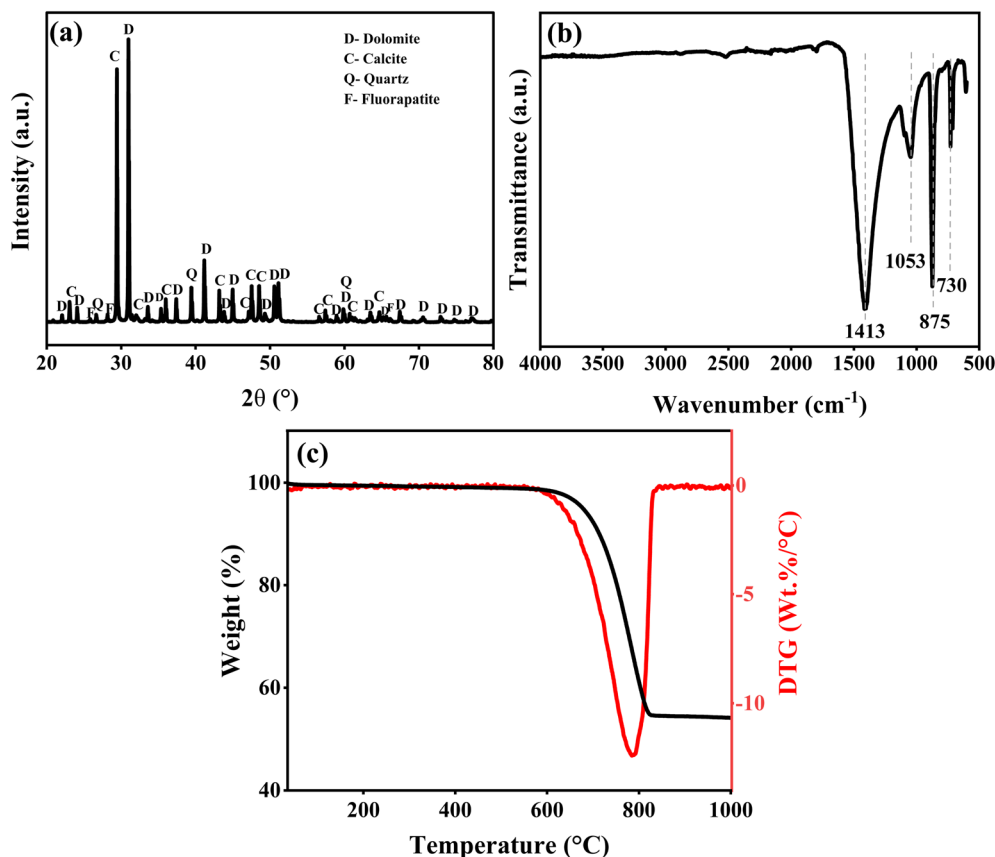 (a)
D- Dolomite
C- Calcite
Q- Quartz
F- Fluorapatite
D
C
D
C
D
F
Q
F
C
D
D
C
D
Q
D
C
D
D
C
C
C
D
D
D
C
C
D
Q
D
C
D
C
D
F
D
D
D
D
D
Intensity (a.u.)
20 30 40 50 60 70 80
2θ (°)
(b)
Transmittance (a.u.)
1053
730
1413
875
4000 3500 3000 2500 2000 1500 1000 500
Wavenumber (cm⁻¹)
(c)
100
80
60
40
Weight (%)
0
-5
-10
DTG (Wt.%/°C)
200 400 600 800 1000
Temperature (°C)